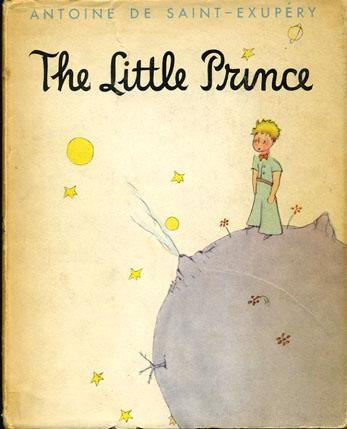 ANTOINE DE SAINT-EXUPÉRY
The Little Prince